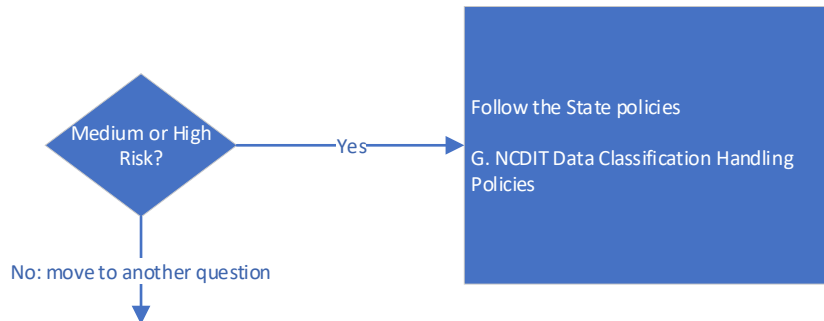 Medium or High
Risk?
Yes
Follow the State policies
G. NCDIT Data Classification Handling
Policies
No: move to another question